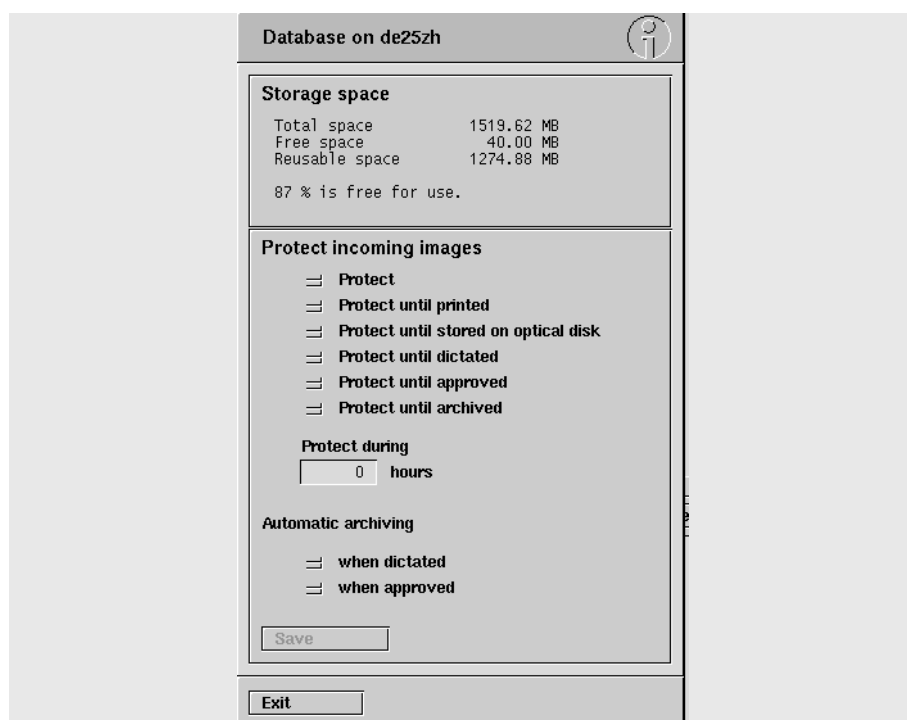 Database on de25zh
Storage space
Total space 1519.62 MB
Free space 40.00 MB
Reusable space 1274.88 MB
87 % is free for use.
Protect incoming images
Protect
Protect until printed
Protect until stored on optical disk
Protect until dictated
Protect until approved
Protect until archived
Protect during
0 hours
Automatic archiving
when dictated
when approved
Save
Exit